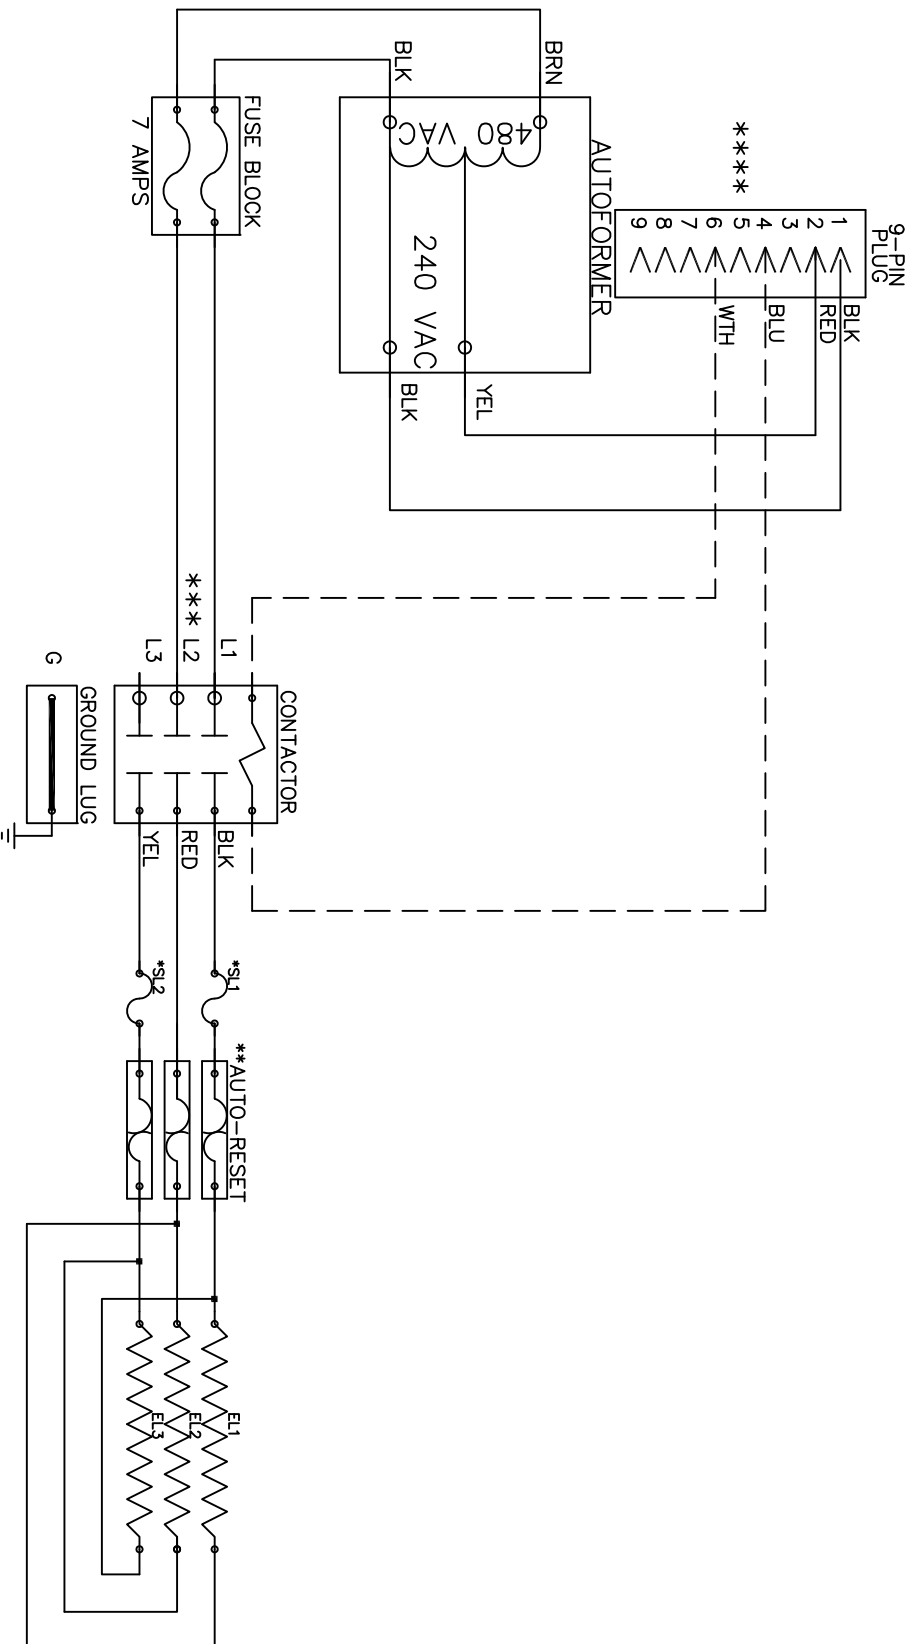 9-PIN
PLUG
****
1
2
3
4
5
6
7
8
9
BLK
RED
BLU
WTH
AUTOFORMER
BRN
BLK
480 VAC
240 VAC
YEL
BLK
FUSE BLOCK
7 AMPS
CONTACTOR
L1
L2
L3
***
BLK
RED
YEL
G
GROUND LUG
*SL1
*SL2
**AUTO-RESET
EL1
EL2
EL3